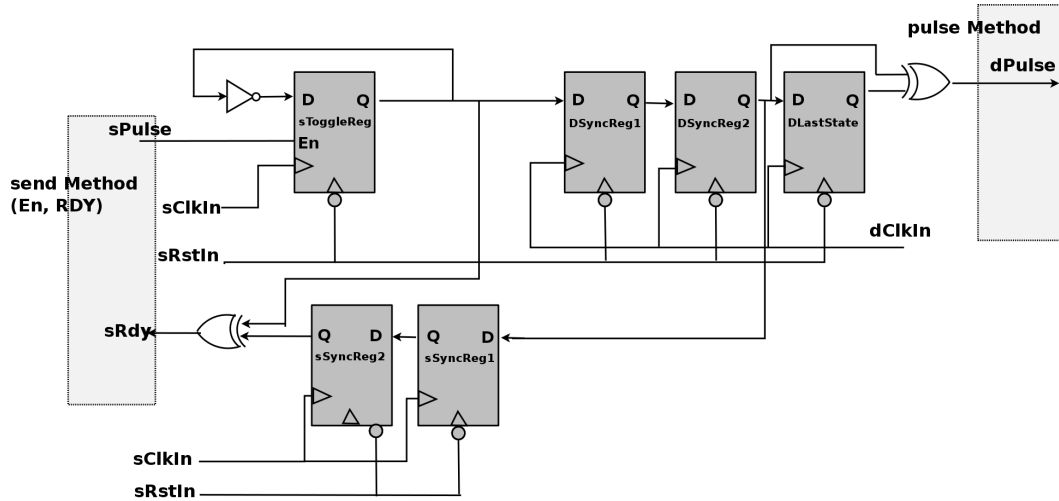 pulse Method
dPulse
D Q
sToggleReg
En
D Q
DSyncReg1
D Q
DSyncReg2
D Q
DLastState
sPulse
send Method
(En, RDY)
sClkIn
sRstIn
dClkIn
sRdy
Q D
sSyncReg2
Q D
sSyncReg1
sClkIn
sRstIn